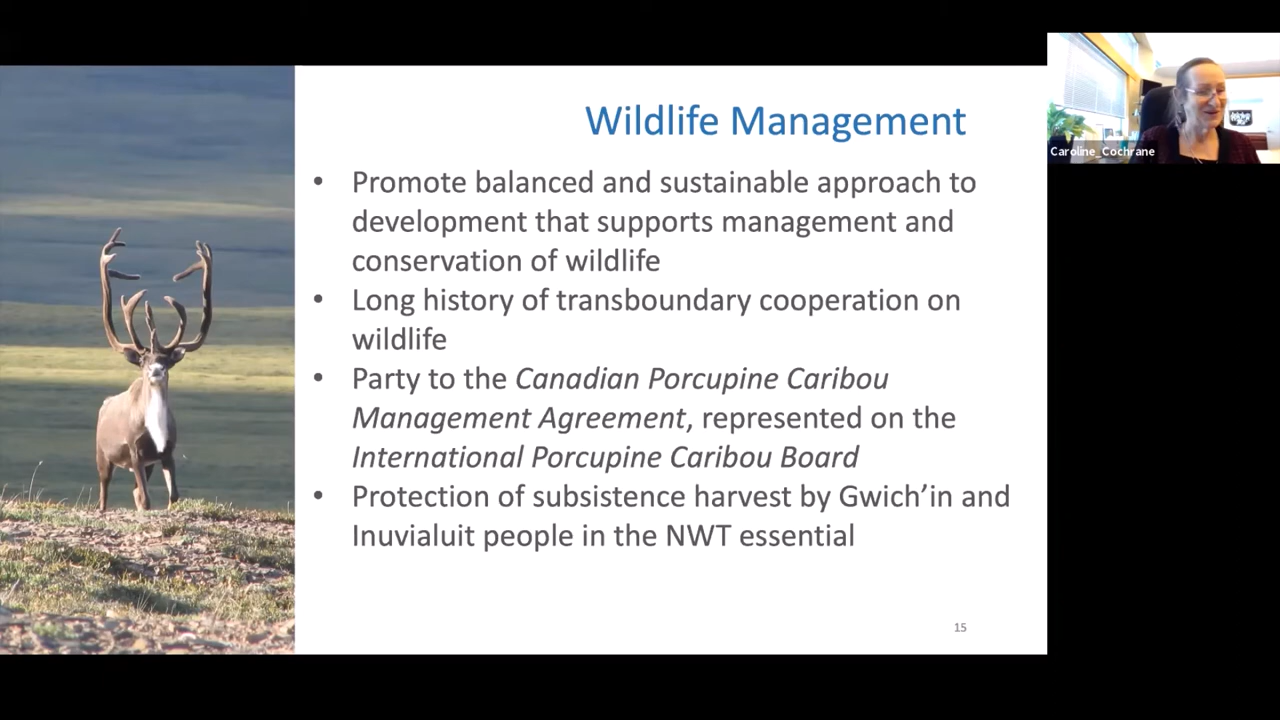 Wildlife Management
Caroline_Cochrane
• Promote balanced and sustainable approach to
development that supports management and
conservation of wildlife
• Long history of transboundary cooperation on
wildlife
• Party to the Canadian Porcupine Caribou
Management Agreement, represented on the
International Porcupine Caribou Board
• Protection of subsistence harvest by Gwich’in and
Inuvialuit people in the NWT essential
15